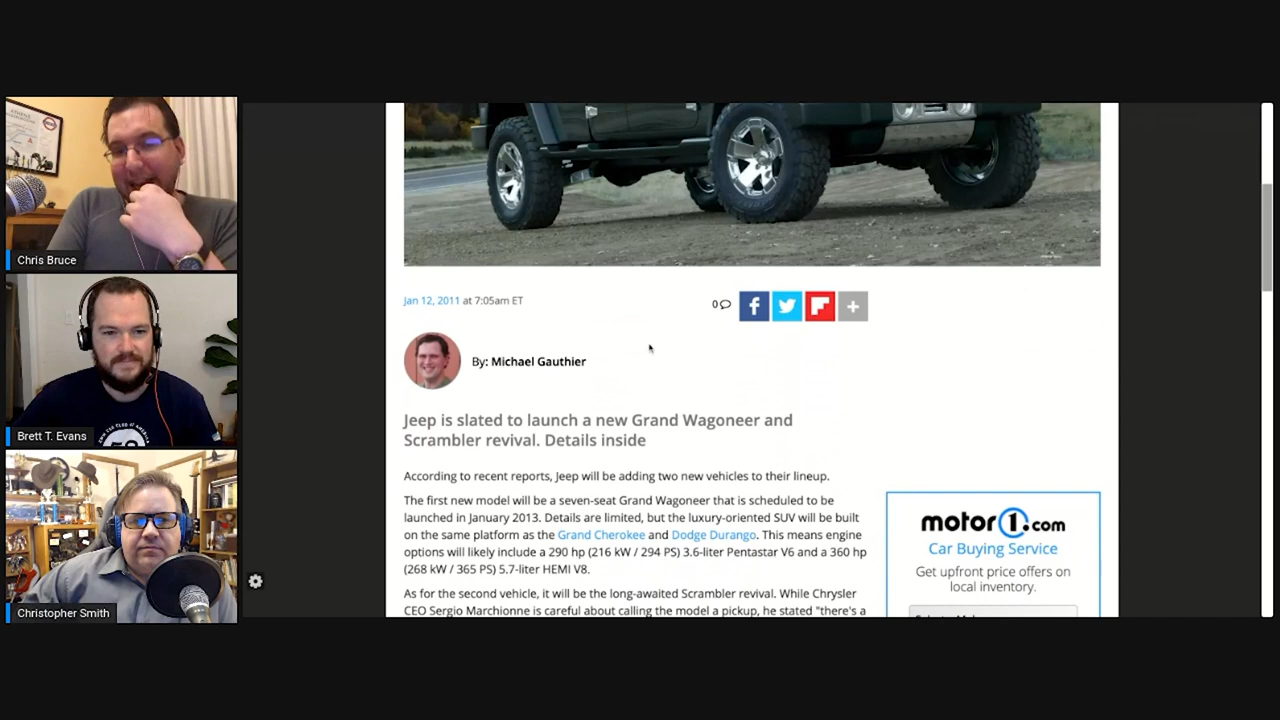 Chris Bruce
Brett T. Evans
Christopher Smith
Jan 12, 2011 at 7:05am ET
0
By: Michael Gauthier
Jeep is slated to launch a new Grand Wagoneer and
Scrambler revival. Details inside
According to recent reports, Jeep will be adding two new vehicles to their lineup.
The first new model will be a seven-seat Grand Wagoneer that is scheduled to be
launched in January 2013. Details are limited, but the luxury-oriented SUV will be built
on the same platform as the Grand Cherokee and Dodge Durango. This means engine
options will likely include a 290 hp (216 kW / 294 PS) 3.6-liter Pentastar V6 and a 360 hp
(268 kW / 365 PS) 5.7-liter HEMI V8.
As for the second vehicle, it will be the long-awaited Scrambler revival. While Chrysler
CEO Sergio Marchionne is careful about calling the model a pickup, he stated "there's a
motor1.com
Car Buying Service
Get upfront price offers on
local inventory.